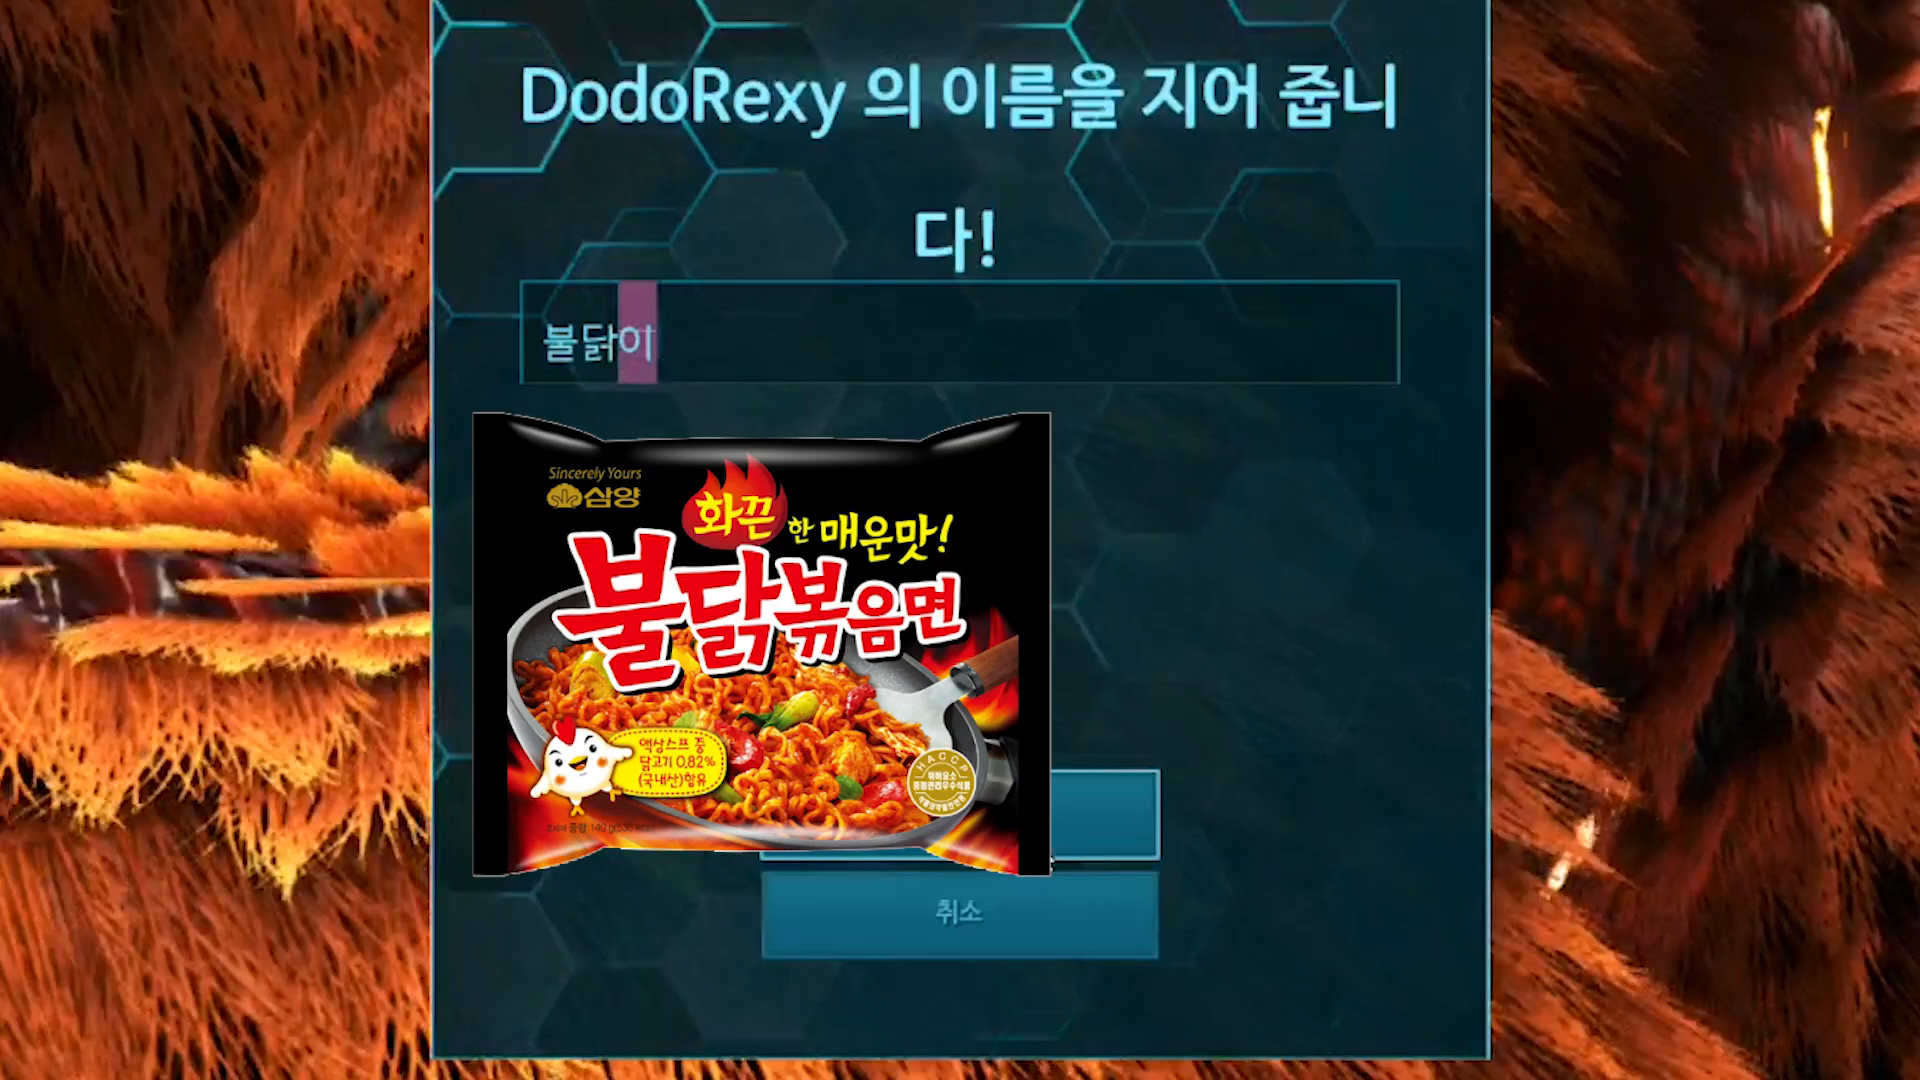 DodoRexy 의 이름을 지어 줍니
다!
불닭이
Sincerely Yours
삼양
화끈한 매운맛!
불닭볶음면
액상스프 중
닭고기 0.82%
(국내산)함유
HACCP
취소